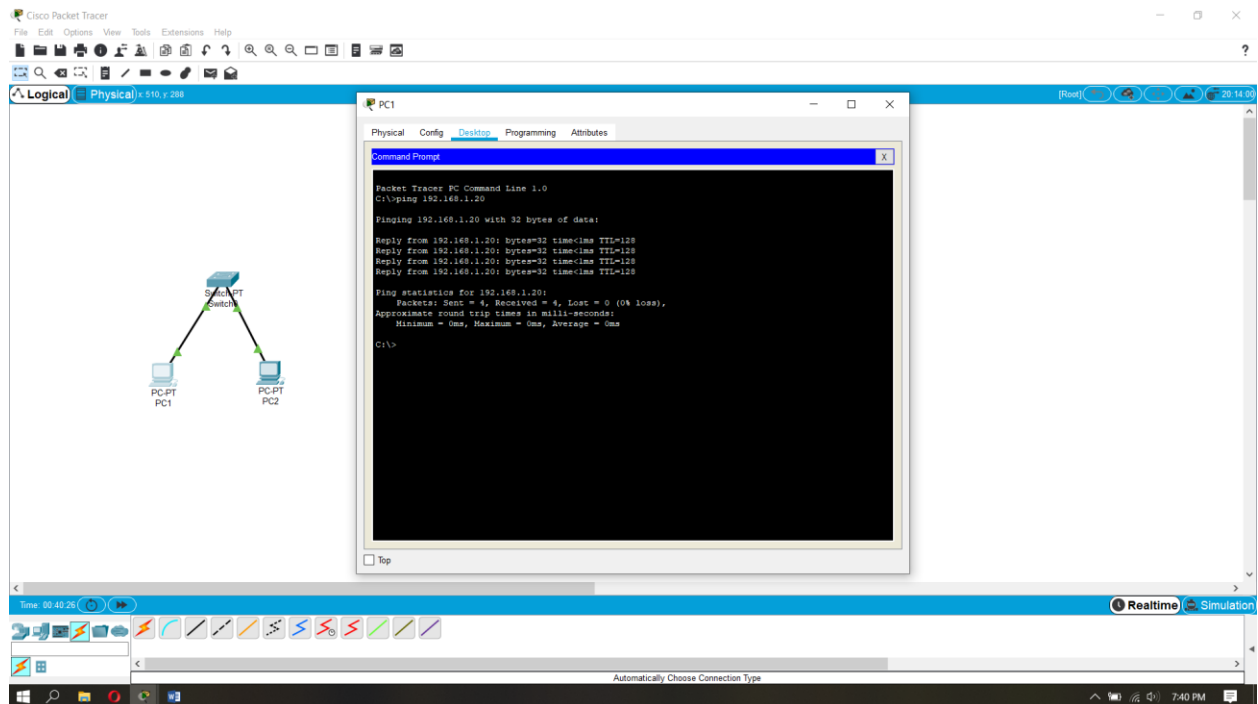 Cisco Packet Tracer
File Edit Options View Tools Extensions Help
?
Logical Physical x: 510, y: 288 [Root] 20:14:00
PC1
Physical Config Desktop Programming Attributes
Command Prompt X
Packet Tracer PC Command Line 1.0
C:\>ping 192.168.1.20
Pinging 192.168.1.20 with 32 bytes of data:
Reply from 192.168.1.20: bytes=32 time<1ms TTL=128
Reply from 192.168.1.20: bytes=32 time<1ms TTL=128
Reply from 192.168.1.20: bytes=32 time<1ms TTL=128
Reply from 192.168.1.20: bytes=32 time<1ms TTL=128
Ping statistics for 192.168.1.20:
Packets: Sent = 4, Received = 4, Lost = 0 (0% loss),
Approximate round trip times in milli-seconds:
Minimum = 0ms, Maximum = 0ms, Average = 0ms
C:\>
Top
Switch-PT
Switch0
PC-PT
PC1
PC-PT
PC2
Time: 00:40:26 Realtime Simulation
Automatically Choose Connection Type
7:40 PM